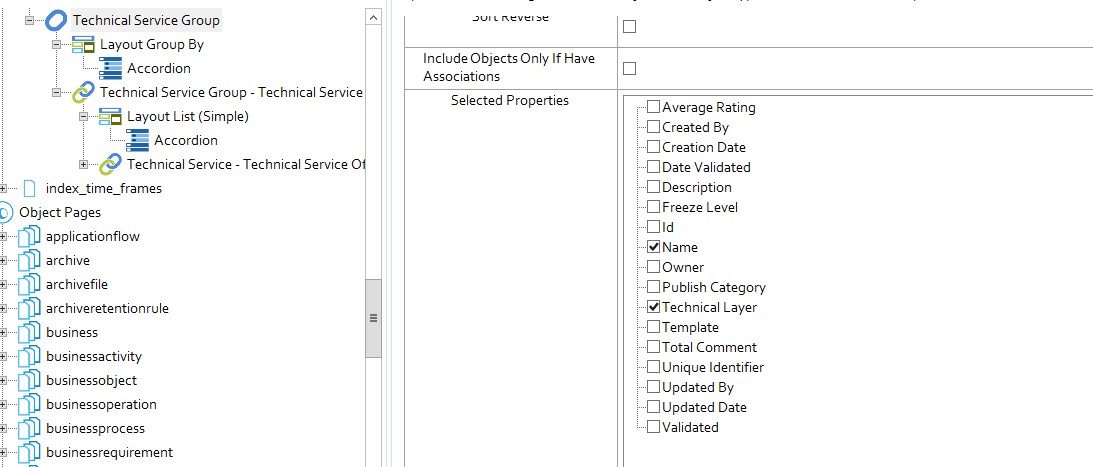 Technical Service Group
Layout Group By
Accordion
Technical Service Group - Technical Service
Layout List (Simple)
Accordion
Technical Service - Technical Service Of
index_time_frames
Object Pages
applicationflow
archive
archivefile
archiveretentionrule
business
businessactivity
businessobject
businessoperation
businessprocess
businessrequirement
Sort Reverse
Include Objects Only If Have
Associations
Selected Properties
Average Rating
Created By
Creation Date
Date Validated
Description
Freeze Level
Id
Name
Owner
Publish Category
Technical Layer
Template
Total Comment
Unique Identifier
Updated By
Updated Date
Validated